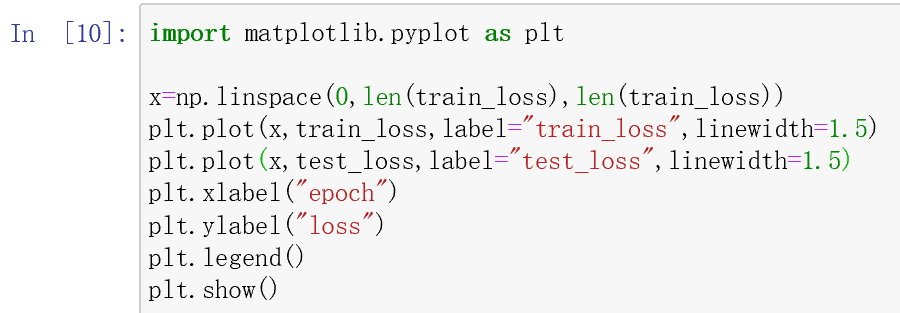 In [10]: import matplotlib.pyplot as plt
x=np.linspace(0,len(train_loss),len(train_loss))
plt.plot(x,train_loss,label="train_loss",linewidth=1.5)
plt.plot(x,test_loss,label="test_loss",linewidth=1.5)
plt.xlabel("epoch")
plt.ylabel("loss")
plt.legend()
plt.show()